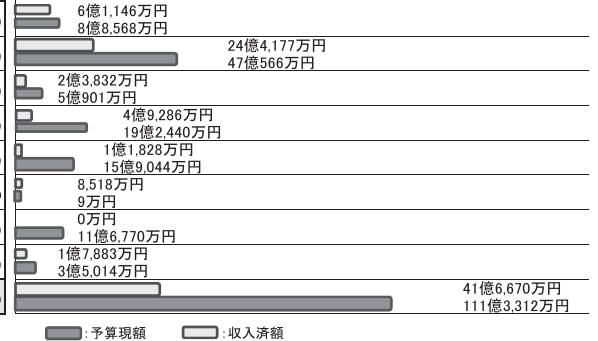 6億1,146万円
8億8,568万円
24億4,177万円
47億566万円
2億3,832万円
5億901万円
4億9,286万円
19億2,440万円
1億1,828万円
15億9,044万円
8,518万円
9万円
0万円
11億6,770万円
1億7,883万円
3億5,014万円
41億6,670万円
111億3,312万円
:予算現額 :収入済額